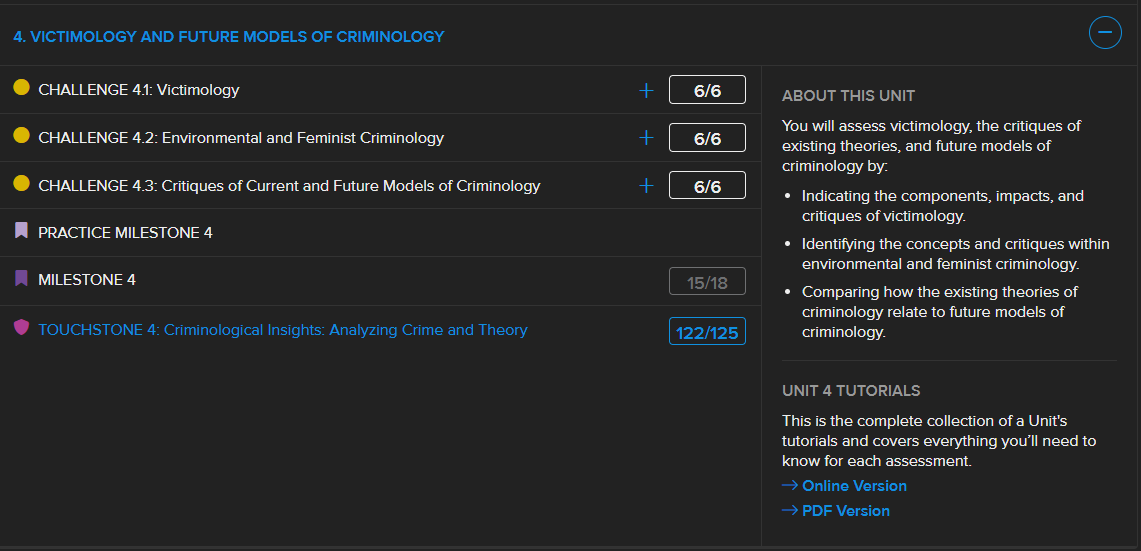 4. VICTIMOLOGY AND FUTURE MODELS OF CRIMINOLOGY
CHALLENGE 4.1: Victimology
+
6/6
CHALLENGE 4.2: Environmental and Feminist Criminology
+
6/6
CHALLENGE 4.3: Critiques of Current and Future Models of Criminology
+
6/6
PRACTICE MILESTONE 4
MILESTONE 4
15/18
TOUCHSTONE 4: Criminological Insights: Analyzing Crime and Theory
122/125
ABOUT THIS UNIT
You will assess victimology, the critiques of
existing theories, and future models of
criminology by:
• Indicating the components, impacts, and
critiques of victimology.
• Identifying the concepts and critiques within
environmental and feminist criminology.
• Comparing how the existing theories of
criminology relate to future models of
criminology.
UNIT 4 TUTORIALS
This is the complete collection of a Unit's
tutorials and covers everything you’ll need to
know for each assessment.
→ Online Version
→ PDF Version